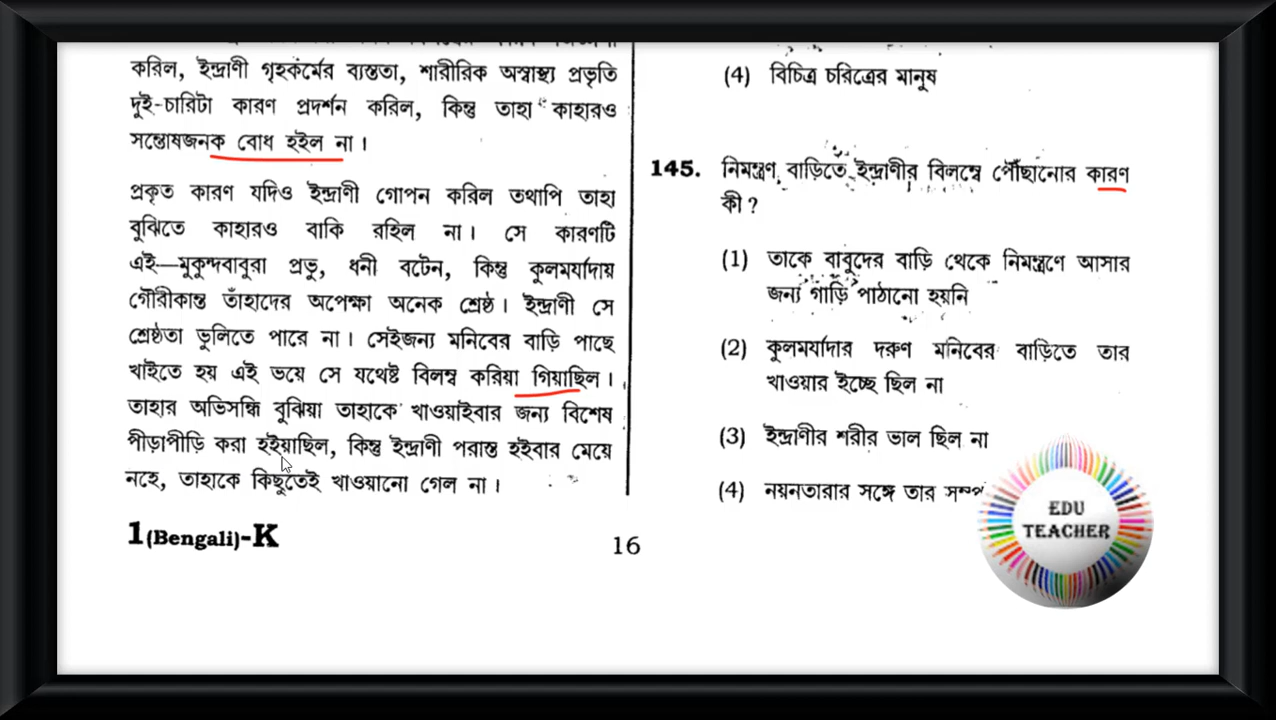 করিল, ইন্দ্রাণী গৃহকর্মের ব্যস্ততা, শারীরিক অস্বাস্থ্য প্রভৃতি
দুই-চারিটা কারণ প্রদর্শন করিল, কিন্তু তাহা কাহারও
সন্তোষজনক বোধ হইল না।
প্রকৃত কারণ যদিও ইন্দ্রাণী গোপন করিল তথাপি তাহা
বুঝিতে কাহারও বাকি রহিল না। সে কারণটি
এই—মুকুন্দবাবুরা প্রভু, ধনী বটেন, কিন্তু কুলমর্যাদায়
গৌরীকান্ত তাঁহাদের অপেক্ষা অনেক শ্রেষ্ঠ। ইন্দ্রাণী সে
শ্রেষ্ঠতা ভুলিতে পারে না। সেইজন্য মনিবের বাড়ি পাছে
খাইতে হয় এই ভয়ে সে যথেষ্ট বিলম্ব করিয়া গিয়াছিল।
তাহার অভিসন্ধি বুঝিয়া তাহাকে খাওয়াইবার জন্য বিশেষ
পীড়াপীড়ি করা হইয়াছিল, কিন্তু ইন্দ্রাণী পরাস্ত হইবার মেয়ে
নহে, তাহাকে কিছুতেই খাওয়ানো গেল না।
1(Bengali)-K
16
(4) বিচিত্র চরিত্রের মানুষ
145. নিমন্ত্রণ বাড়িতে ইন্দ্রাণীর বিলম্বে পৌঁছানোর কারণ
কী?
(1) তাকে বাবুদের বাড়ি থেকে নিমন্ত্রণে আসার
জন্য গাড়ি পাঠানো হয়নি
(2) কুলমর্যাদার দরুণ মনিবের বাড়িতে তার
খাওয়ার ইচ্ছে ছিল না
(3) ইন্দ্রাণীর শরীর ভাল ছিল না
(4) নয়নতারার সঙ্গে তার
EDU
TEACHER